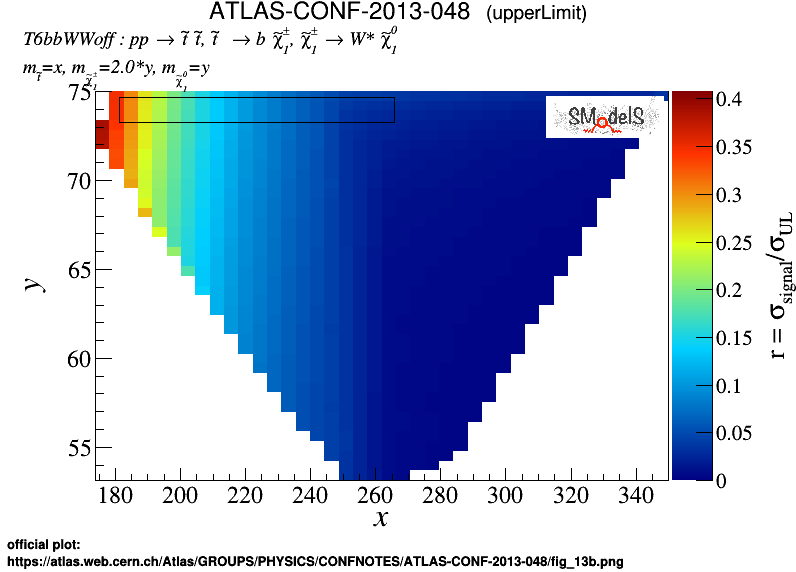 ATLAS-CONF-2013-048 (upperLimit)
T6bbWWoff : pp → t̃ t̃, t̃ → b χ̃₁±, χ̃₁± → W* χ̃₁⁰
m_t̃=x, m_χ̃₁±=2.0*y, m_χ̃₁⁰=y
75
70
65
60
55
y
180 200 220 240 260 280 300 320 340
x
SModelS
0.4
0.35
0.3
0.25
0.2
0.15
0.1
0.05
0
r = σ_signal/σ_UL
official plot:
https://atlas.web.cern.ch/Atlas/GROUPS/PHYSICS/CONFNOTES/ATLAS-CONF-2013-048/fig_13b.png